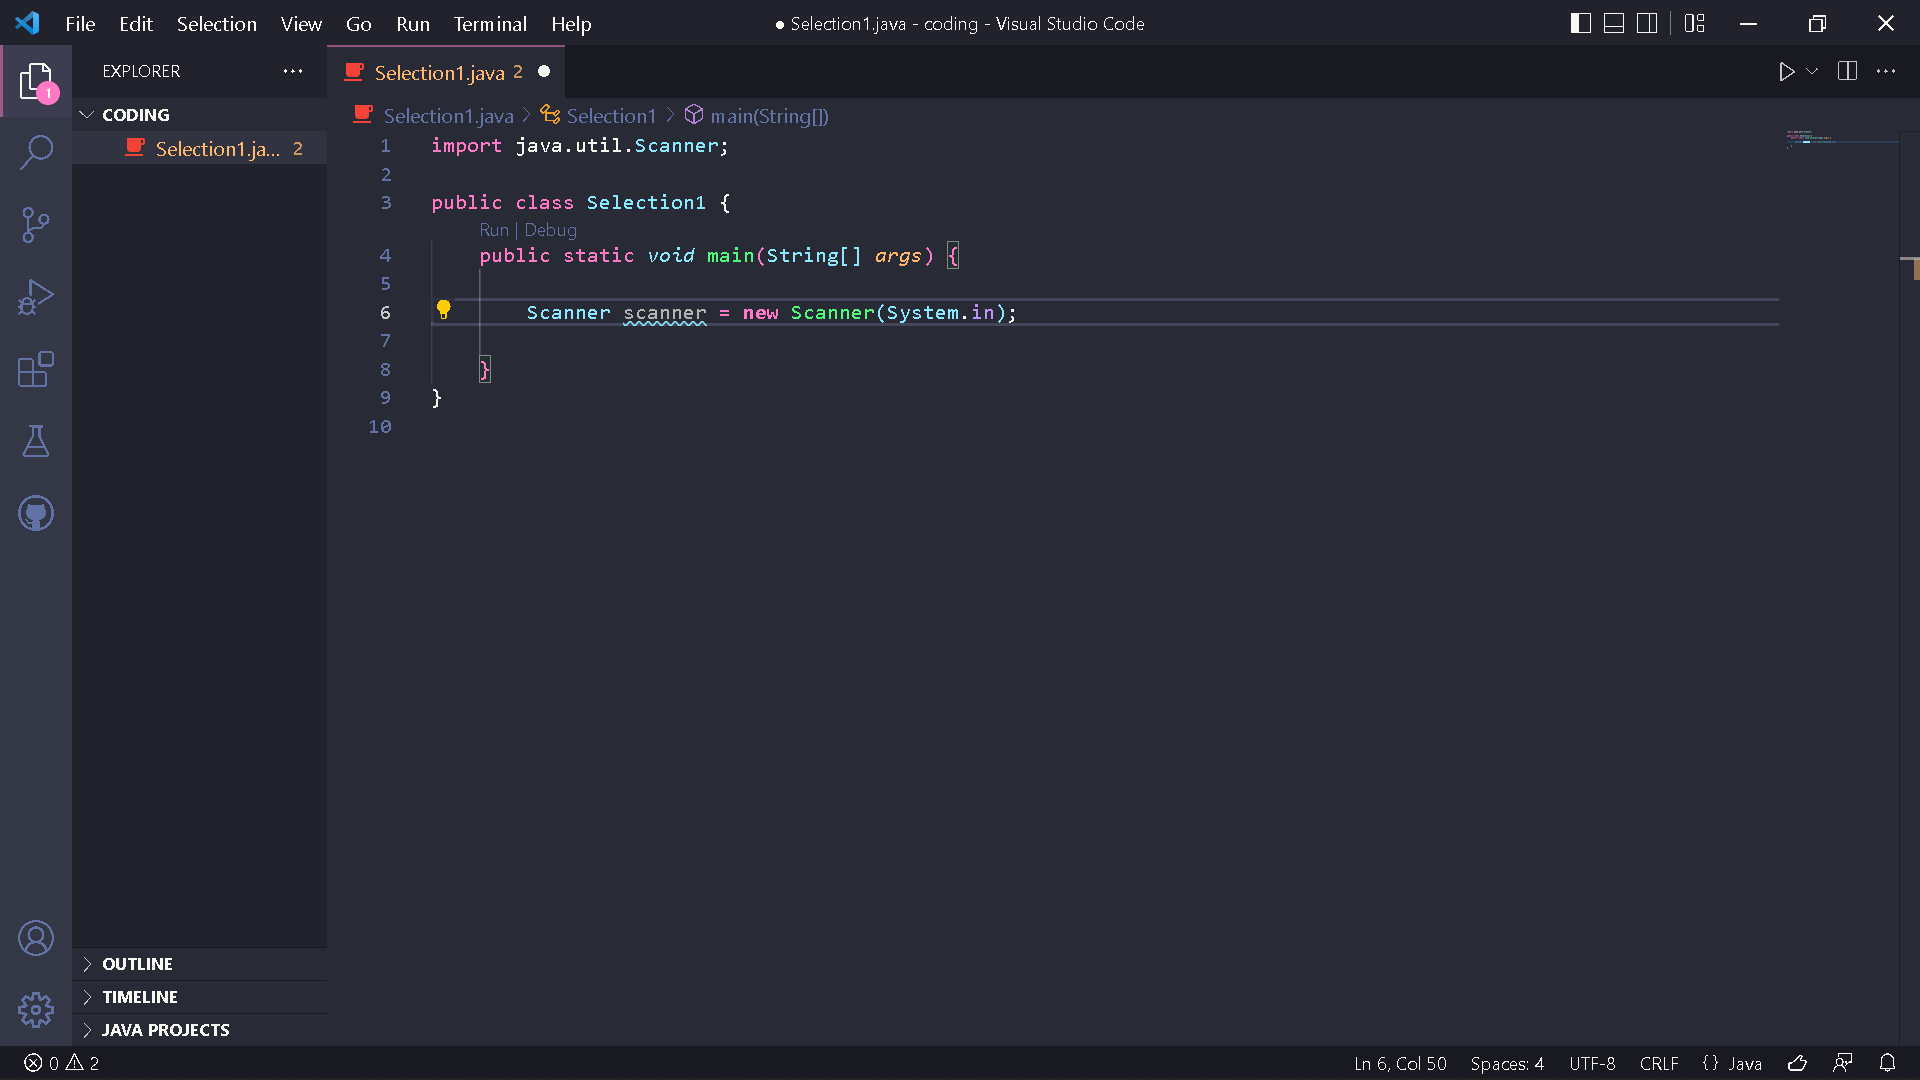 File Edit Selection View Go Run Terminal Help
● Selection1.java - coding - Visual Studio Code
1
EXPLORER
CODING
Selection1.ja... 2
OUTLINE
TIMELINE
JAVA PROJECTS
Selection1.java 2
Selection1.java > Selection1 > main(String[])
1 import java.util.Scanner;
2
3 public class Selection1 {
Run | Debug
4 public static void main(String[] args) {
5
6 Scanner scanner = new Scanner(System.in);
7
8 }
9 }
10
0 2
Ln 6, Col 50 Spaces: 4 UTF-8 CRLF {} Java